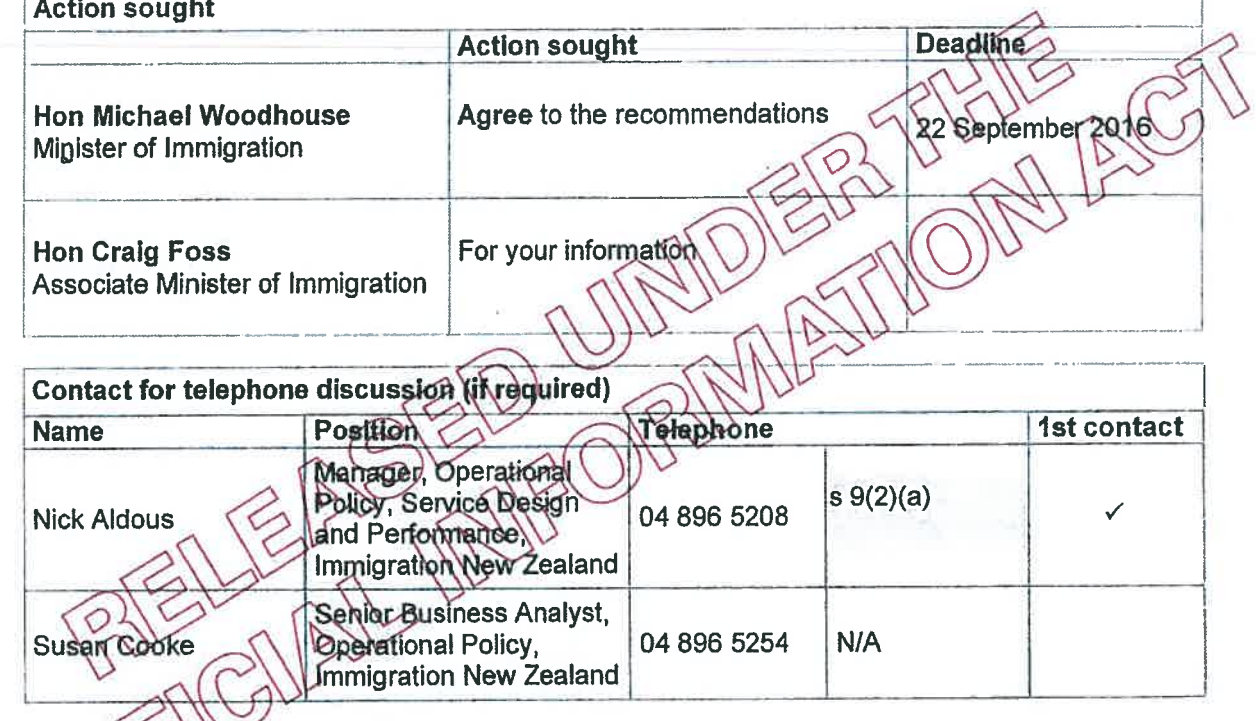 Action sought
Action sought Deadline
Hon Michael Woodhouse
Minister of Immigration
Agree to the recommendations
22 September 2016
Hon Craig Foss
Associate Minister of Immigration
For your information
Contact for telephone discussion (if required)
Name Position Telephone 1st contact
Nick Aldous
Manager, Operational
Policy, Service Design
and Performance,
Immigration New Zealand
04 896 5208
s 9(2)(a)
✓
Susan Cooke
Senior Business Analyst,
Operational Policy,
Immigration New Zealand
04 896 5254
N/A
RELEASED UNDER THE
FICIAL INFORMATION ACT